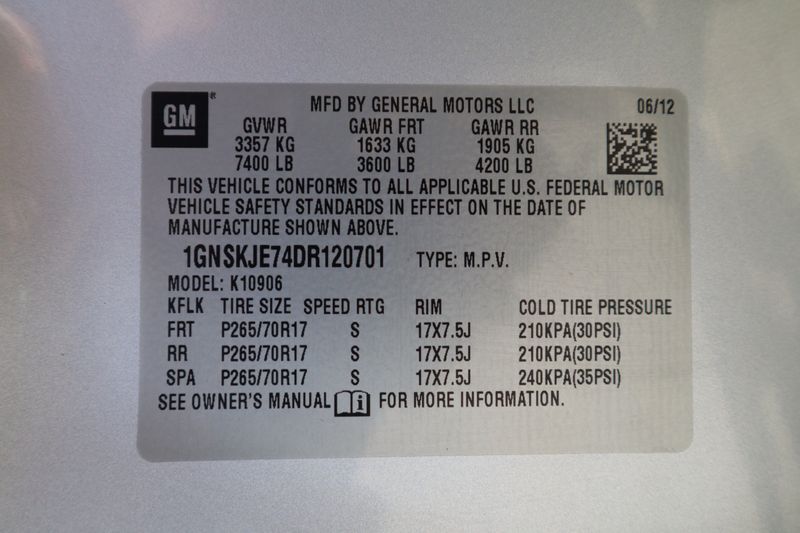 GM® MFD BY GENERAL MOTORS LLC 06/12
GVWR GAWR FRT GAWR RR
3357 KG 1633 KG 1905 KG
7400 LB 3600 LB 4200 LB
THIS VEHICLE CONFORMS TO ALL APPLICABLE U.S. FEDERAL MOTOR
VEHICLE SAFETY STANDARDS IN EFFECT ON THE DATE OF
MANUFACTURE SHOWN ABOVE.
1GNSKJE74DR120701 TYPE: M.P.V.
MODEL: K10906
KFLK TIRE SIZE SPEED RTG RIM COLD TIRE PRESSURE
FRT P265/70R17 S 17X7.5J 210KPA(30PSI)
RR P265/70R17 S 17X7.5J 210KPA(30PSI)
SPA P265/70R17 S 17X7.5J 240KPA(35PSI)
SEE OWNER'S MANUAL i FOR MORE INFORMATION.